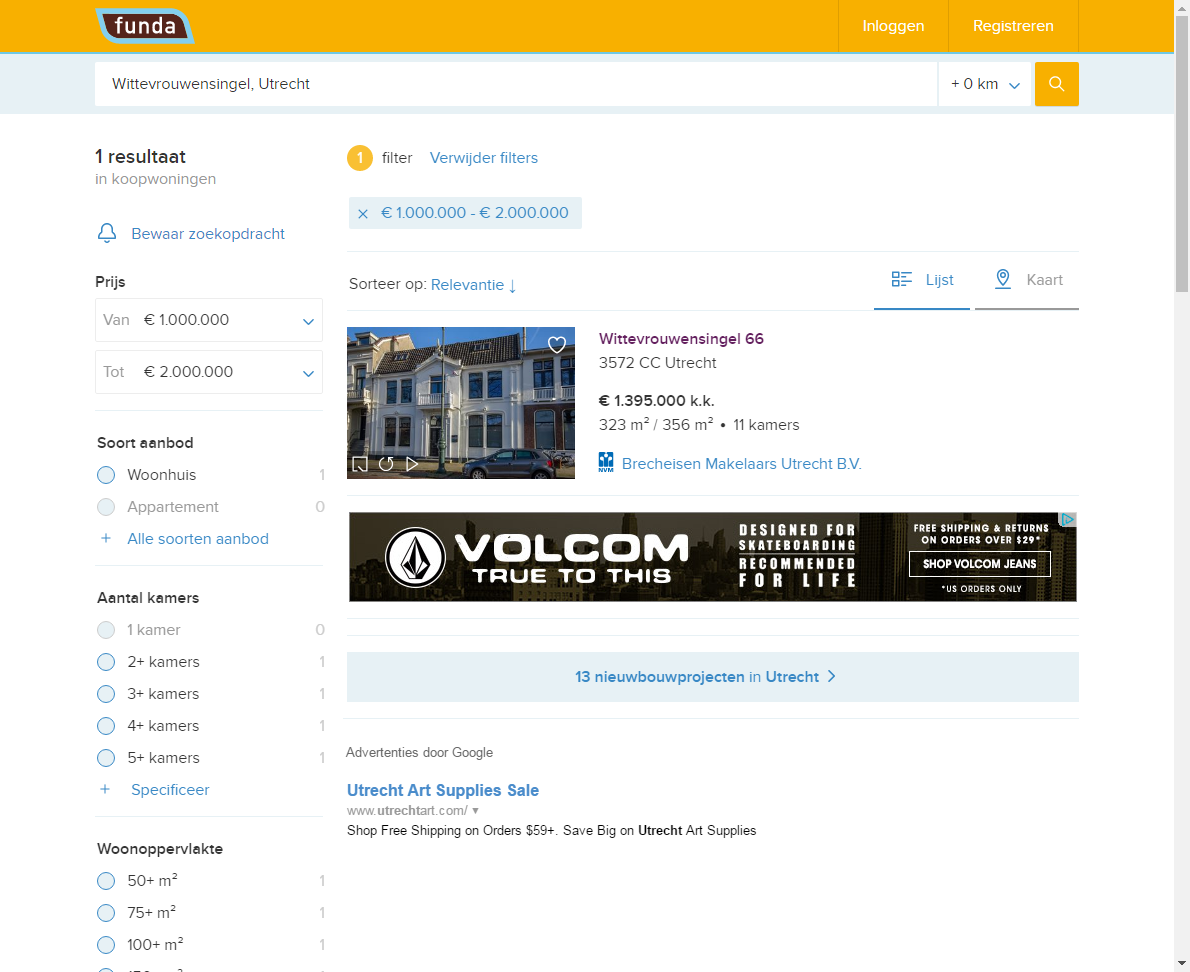 funda
Inloggen
Registreren
Wittevrouwensingel, Utrecht
+ 0 km
1 resultaat
in koopwoningen
Bewaar zoekopdracht
Prijs
Van € 1.000.000
Tot € 2.000.000
Soort aanbod
Woonhuis 1
Appartement 0
+ Alle soorten aanbod
Aantal kamers
1 kamer 0
2+ kamers 1
3+ kamers 1
4+ kamers 1
5+ kamers 1
+ Specificeer
Woonoppervlakte
50+ m² 1
75+ m² 1
100+ m² 1
1 filter Verwijder filters
× € 1.000.000 - € 2.000.000
Sorteer op: Relevantie ↓
Lijst
Kaart
Wittevrouwensingel 66
3572 CC Utrecht
€ 1.395.000 k.k.
323 m² / 356 m² • 11 kamers
NVM
Brecheisen Makelaars Utrecht B.V.
VOLCOM
TRUE TO THIS
DESIGNED FOR
SKATEBOARDING
RECOMMENDED
FOR LIFE
FREE SHIPPING & RETURNS
ON ORDERS OVER $29*
SHOP VOLCOM JEANS
*US ORDERS ONLY
13 nieuwbouwprojecten in Utrecht >
Advertenties door Google
Utrecht Art Supplies Sale
www.utrechtart.com/ ▾
Shop Free Shipping on Orders $59+. Save Big on Utrecht Art Supplies